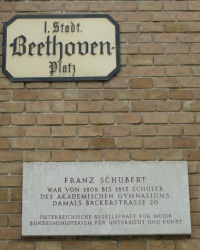 I. Stadt.
Beethoven-
Platz
FRANZ SCHUBERT
WAR VON 1808 BIS 1813 SCHÜLER
DES AKADEMISCHEN GYMNASIUMS,
DAMALS BÄCKERSTRASSE 20.
ÖSTERREICHISCHE GESELLSCHAFT FÜR MUSIK
BUNDESMINISTERIUM FÜR UNTERRICHT UND KUNST